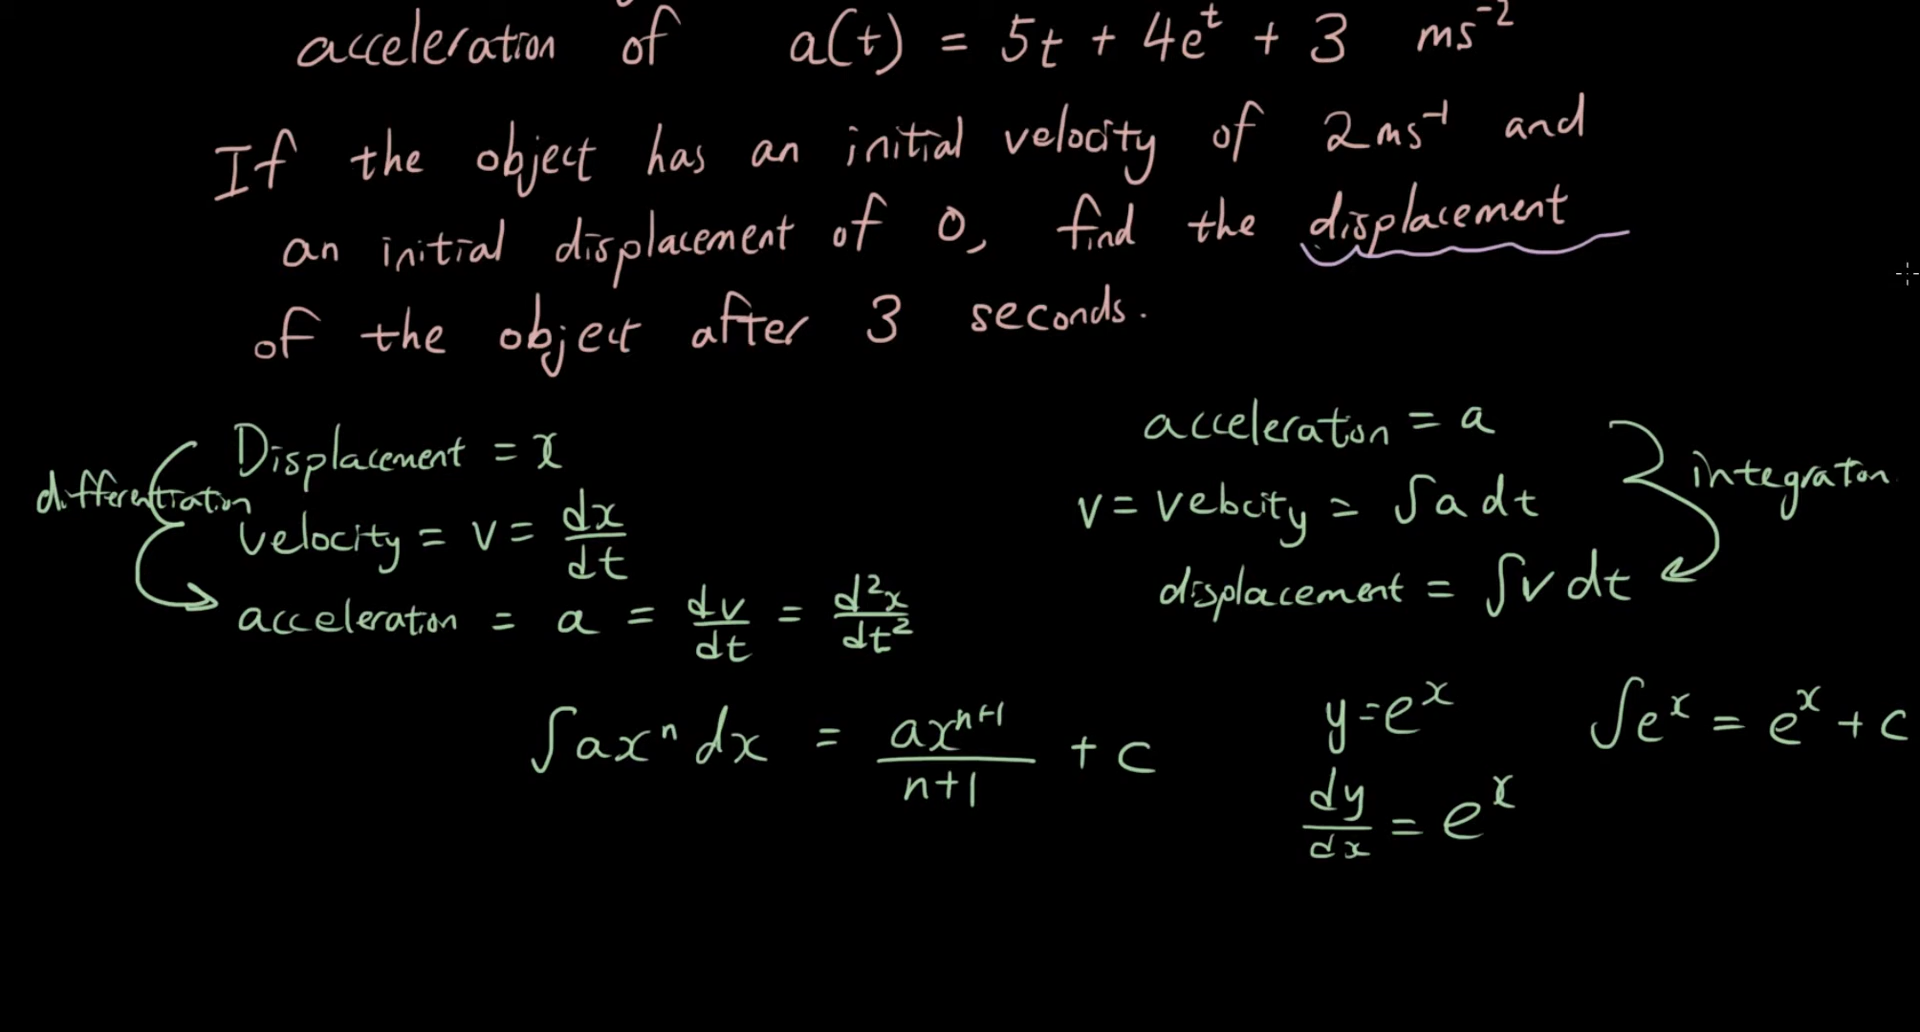 acceleration of a(t) = 5t + 4e^t + 3 ms^-2
If the object has an initial velocity of 2ms^-1 and
an initial displacement of 0, find the displacement
of the object after 3 seconds.
differentiation
Displacement = x
velocity = v = dx/dt
acceleration = a = dv/dt = d²x/dt²
acceleraton = a
v = velocity = ∫a dt
displacement = ∫v dt
integraton
∫ax^n dx = ax^(n+1)/(n+1) + c
y=e^x
dy/dx = e^x
∫e^x = e^x + c